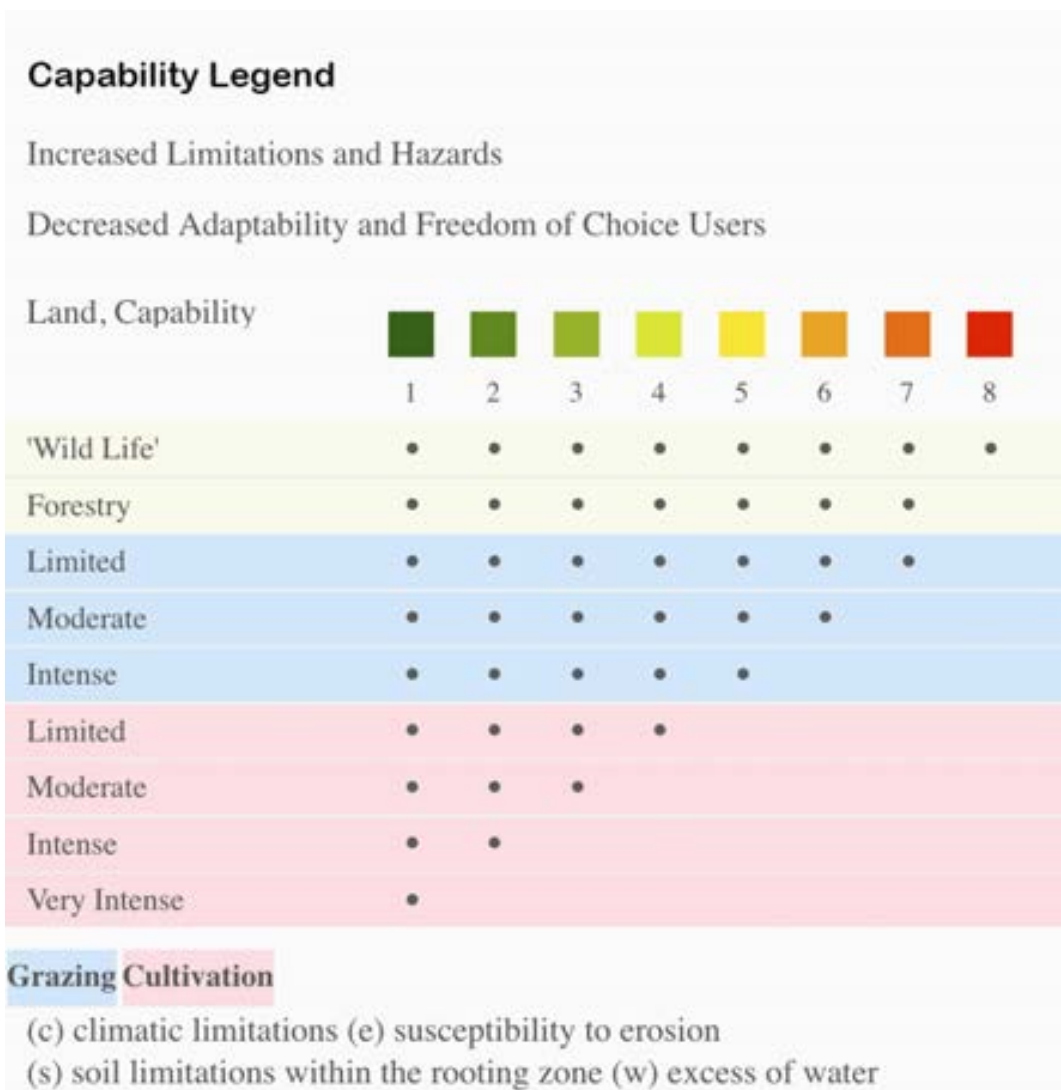 Capability Legend
Increased Limitations and Hazards
Decreased Adaptability and Freedom of Choice Users
Land, Capability
1 2 3 4 5 6 7 8
'Wild Life'
Forestry
Limited
Moderate
Intense
Limited
Moderate
Intense
Very Intense
Grazing Cultivation
(c) climatic limitations (e) susceptibility to erosion
(s) soil limitations within the rooting zone (w) excess of water